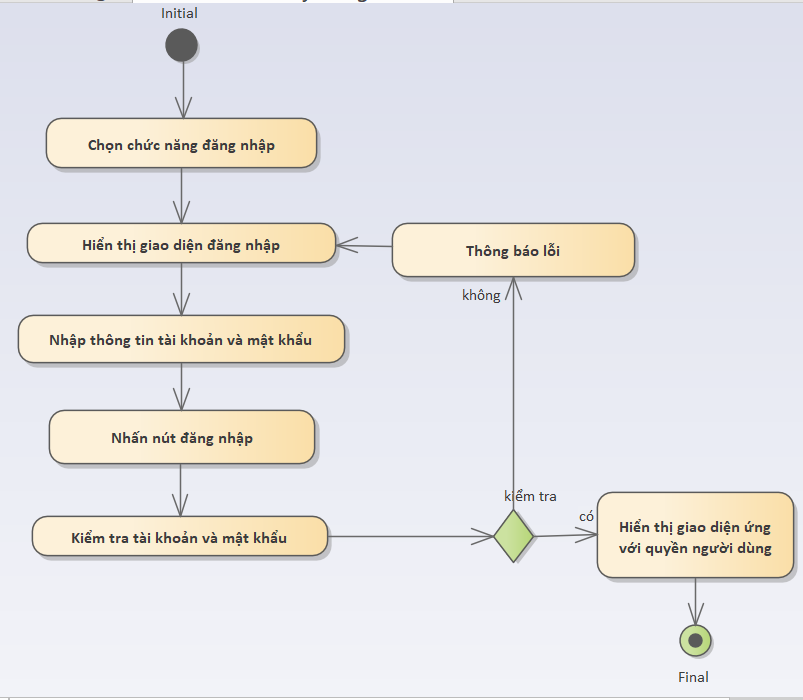 Initial
Chọn chức năng đăng nhập
Hiển thị giao diện đăng nhập
Thông báo lỗi
không
Nhập thông tin tài khoản và mật khẩu
Nhấn nút đăng nhập
kiểm tra
có
Kiểm tra tài khoản và mật khẩu
Hiển thị giao diện ứng
với quyền người dùng
Final